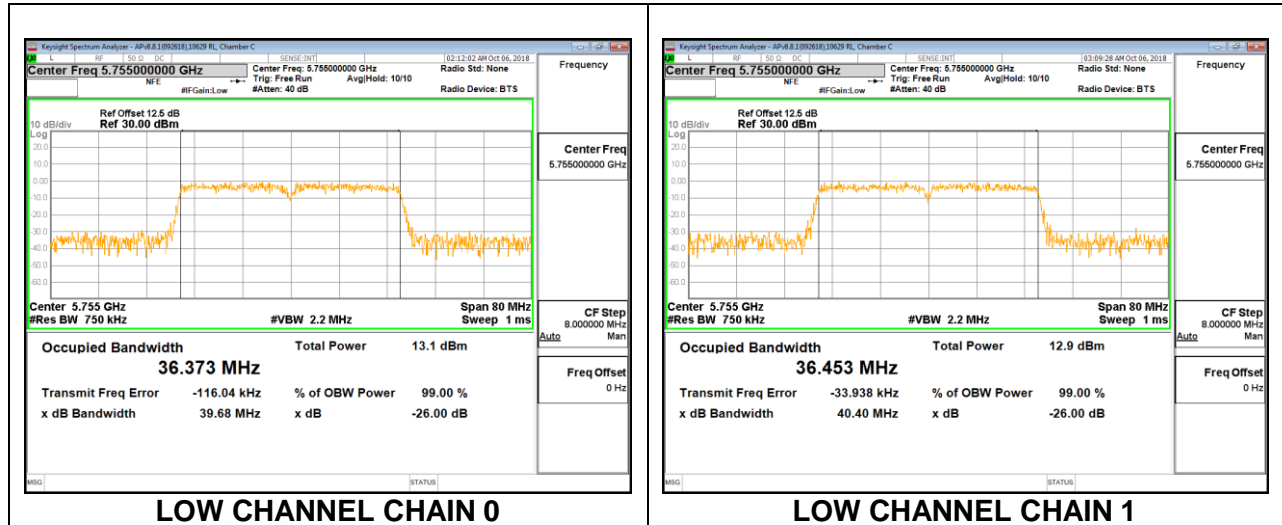 Keysight Spectrum Analyzer - APv8.8.1(092618),10629 RL, Chamber C
L RF 50 Ω DC SENSE:INT 02:12:02 AM Oct 06, 2018
Center Freq 5.755000000 GHz Center Freq: 5.755000000 GHz Radio Std: None
NFE Trig: Free Run Avg|Hold: 10/10
#IFGain:Low #Atten: 40 dB Radio Device: BTS
Frequency
Ref Offset 12.5 dB
10 dB/div Ref 30.00 dBm
Log
20.0
10.0
0.00
-10.0
-20.0
-30.0
-40.0
-50.0
-60.0
Center 5.755 GHz Span 80 MHz
#Res BW 750 kHz #VBW 2.2 MHz Sweep 1 ms
Center Freq
5.755000000 GHz
CF Step
8.000000 MHz
Auto Man
Freq Offset
0 Hz
Occupied Bandwidth Total Power 13.1 dBm
36.373 MHz
Transmit Freq Error -116.04 kHz % of OBW Power 99.00 %
x dB Bandwidth 39.68 MHz x dB -26.00 dB
MSG STATUS
LOW CHANNEL CHAIN 0
Keysight Spectrum Analyzer - APv8.8.1(092618),10629 RL, Chamber C
L RF 50 Ω DC SENSE:INT 03:09:28 AM Oct 06, 2018
Center Freq 5.755000000 GHz Center Freq: 5.755000000 GHz Radio Std: None
NFE Trig: Free Run Avg|Hold: 10/10
#IFGain:Low #Atten: 40 dB Radio Device: BTS
Frequency
Ref Offset 12.5 dB
10 dB/div Ref 30.00 dBm
Log
20.0
10.0
0.00
-10.0
-20.0
-30.0
-40.0
-50.0
-60.0
Center 5.755 GHz Span 80 MHz
#Res BW 750 kHz #VBW 2.2 MHz Sweep 1 ms
Center Freq
5.755000000 GHz
CF Step
8.000000 MHz
Auto Man
Freq Offset
0 Hz
Occupied Bandwidth Total Power 12.9 dBm
36.453 MHz
Transmit Freq Error -33.938 kHz % of OBW Power 99.00 %
x dB Bandwidth 40.40 MHz x dB -26.00 dB
MSG STATUS
LOW CHANNEL CHAIN 1